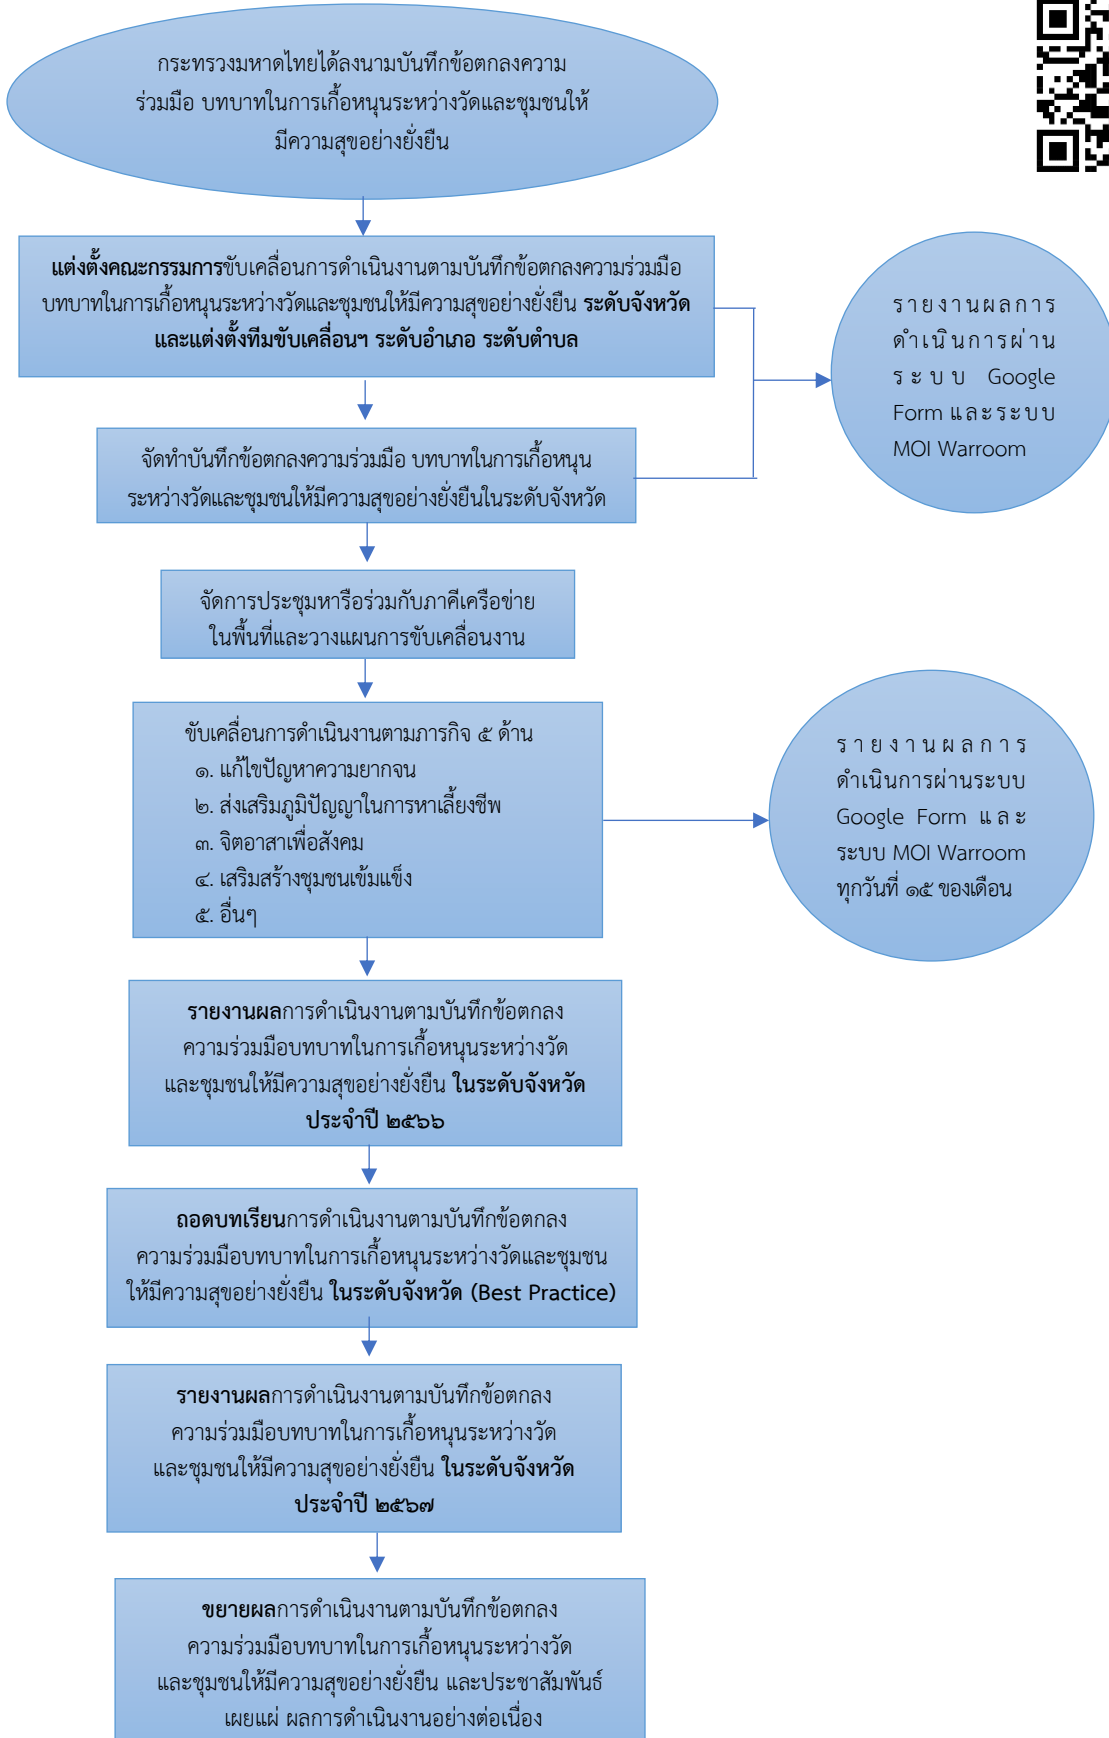 กระทรวงมหาดไทยได้ลงนามบันทึกข้อตกลงความ
ร่วมมือ บทบาทในการเกื้อหนุนระหว่างวัดและชุมชนให้
มีความสุขอย่างยั่งยืน
แต่งตั้งคณะกรรมการขับเคลื่อนการดำเนินงานตามบันทึกข้อตกลงความร่วมมือ
บทบาทในการเกื้อหนุนระหว่างวัดและชุมชนให้มีความสุขอย่างยั่งยืน ระดับจังหวัด
และแต่งตั้งทีมขับเคลื่อนฯ ระดับอำเภอ ระดับตำบล
รายงานผลการ
ดำเนินการผ่าน
ระบบ Google
Form และระบบ
MOI Warroom
จัดทำบันทึกข้อตกลงความร่วมมือ บทบาทในการเกื้อหนุน
ระหว่างวัดและชุมชนให้มีความสุขอย่างยั่งยืนในระดับจังหวัด
จัดการประชุมหารือร่วมกับภาคีเครือข่าย
ในพื้นที่และวางแผนการขับเคลื่อนงาน
ขับเคลื่อนการดำเนินงานตามภารกิจ ๕ ด้าน
๑. แก้ไขปัญหาความยากจน
๒. ส่งเสริมภูมิปัญญาในการหาเลี้ยงชีพ
๓. จิตอาสาเพื่อสังคม
๔. เสริมสร้างชุมชนเข้มแข็ง
๕. อื่นๆ
รายงานผลการ
ดำเนินการผ่านระบบ
Google Form และ
ระบบ MOI Warroom
ทุกวันที่ ๑๕ ของเดือน
รายงานผลการดำเนินงานตามบันทึกข้อตกลง
ความร่วมมือบทบาทในการเกื้อหนุนระหว่างวัด
และชุมชนให้มีความสุขอย่างยั่งยืน ในระดับจังหวัด
ประจำปี ๒๕๖๖
ถอดบทเรียนการดำเนินงานตามบันทึกข้อตกลง
ความร่วมมือบทบาทในการเกื้อหนุนระหว่างวัดและชุมชน
ให้มีความสุขอย่างยั่งยืน ในระดับจังหวัด (Best Practice)
รายงานผลการดำเนินงานตามบันทึกข้อตกลง
ความร่วมมือบทบาทในการเกื้อหนุนระหว่างวัด
และชุมชนให้มีความสุขอย่างยั่งยืน ในระดับจังหวัด
ประจำปี ๒๕๖๗
ขยายผลการดำเนินงานตามบันทึกข้อตกลง
ความร่วมมือบทบาทในการเกื้อหนุนระหว่างวัด
และชุมชนให้มีความสุขอย่างยั่งยืน และประชาสัมพันธ์
เผยแผ่ ผลการดำเนินงานอย่างต่อเนื่อง